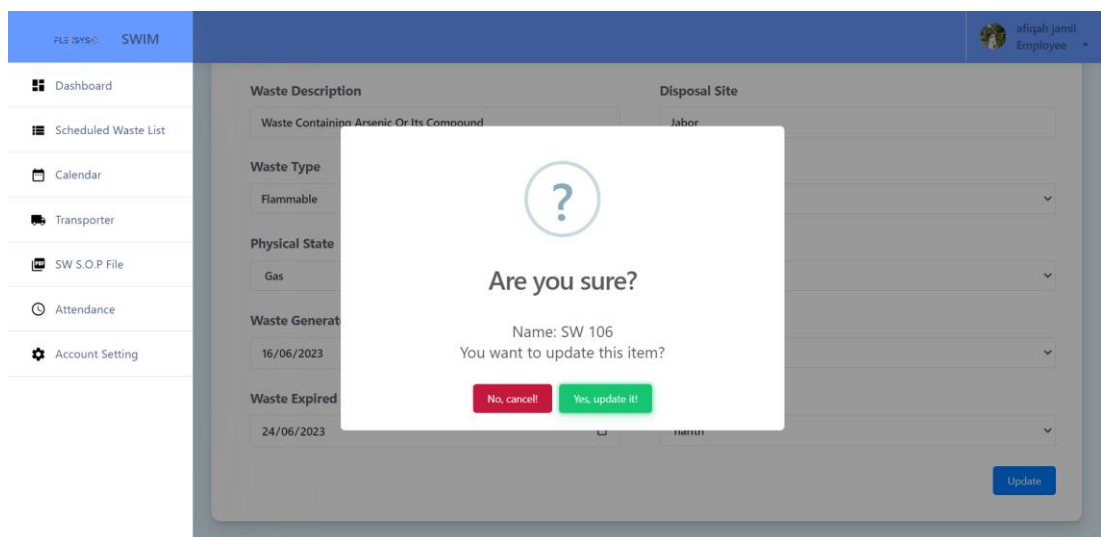 SWIM
afiqah jamil
Employee
Dashboard
Scheduled Waste List
Calendar
Transporter
SW S.O.P File
Attendance
Account Setting
Waste Description
Disposal Site
Waste Containing Arsenic Or Its Compound
Jabor
Waste Type
Flammable
Physical State
Gas
Waste Generat
16/06/2023
Waste Expired
24/06/2023
?
Are you sure?
Name: SW 106
You want to update this item?
No, cancel!
Yes, update it!
Update